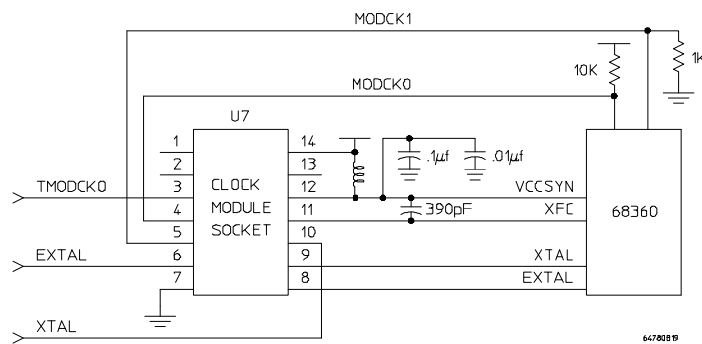 MODCK1
1K
10K
MODCK0
U7
1 14
.1µf .01µf
2 13
TMODCK0 3 CLOCK 12 VCCSYN
4 MODULE 11 390pF XFC 68360
5 SOCKET 10
EXTAL 6 9 XTAL
7 8 EXTAL
XTAL
64780B19